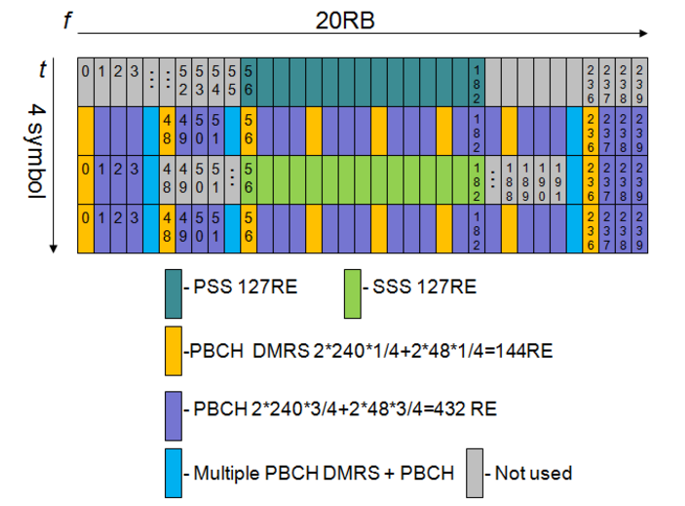 f 20RB
t
4 symbol
0 1 2 3 ⋮ ⋮ 52 53 54 55 56 182 236 237 238 239
48 49 50 51 56 182 236 237 238 239
0 1 2 3 48 49 50 51 ⋮ 56 182 ⋮ 188 189 190 191 236 237 238 239
0 1 2 3 48 49 50 51 56 182 236 237 238 239
- PSS 127RE - SSS 127RE
-PBCH DMRS 2*240*1/4+2*48*1/4=144RE
- PBCH 2*240*3/4+2*48*3/4=432 RE
- Multiple PBCH DMRS + PBCH - Not used